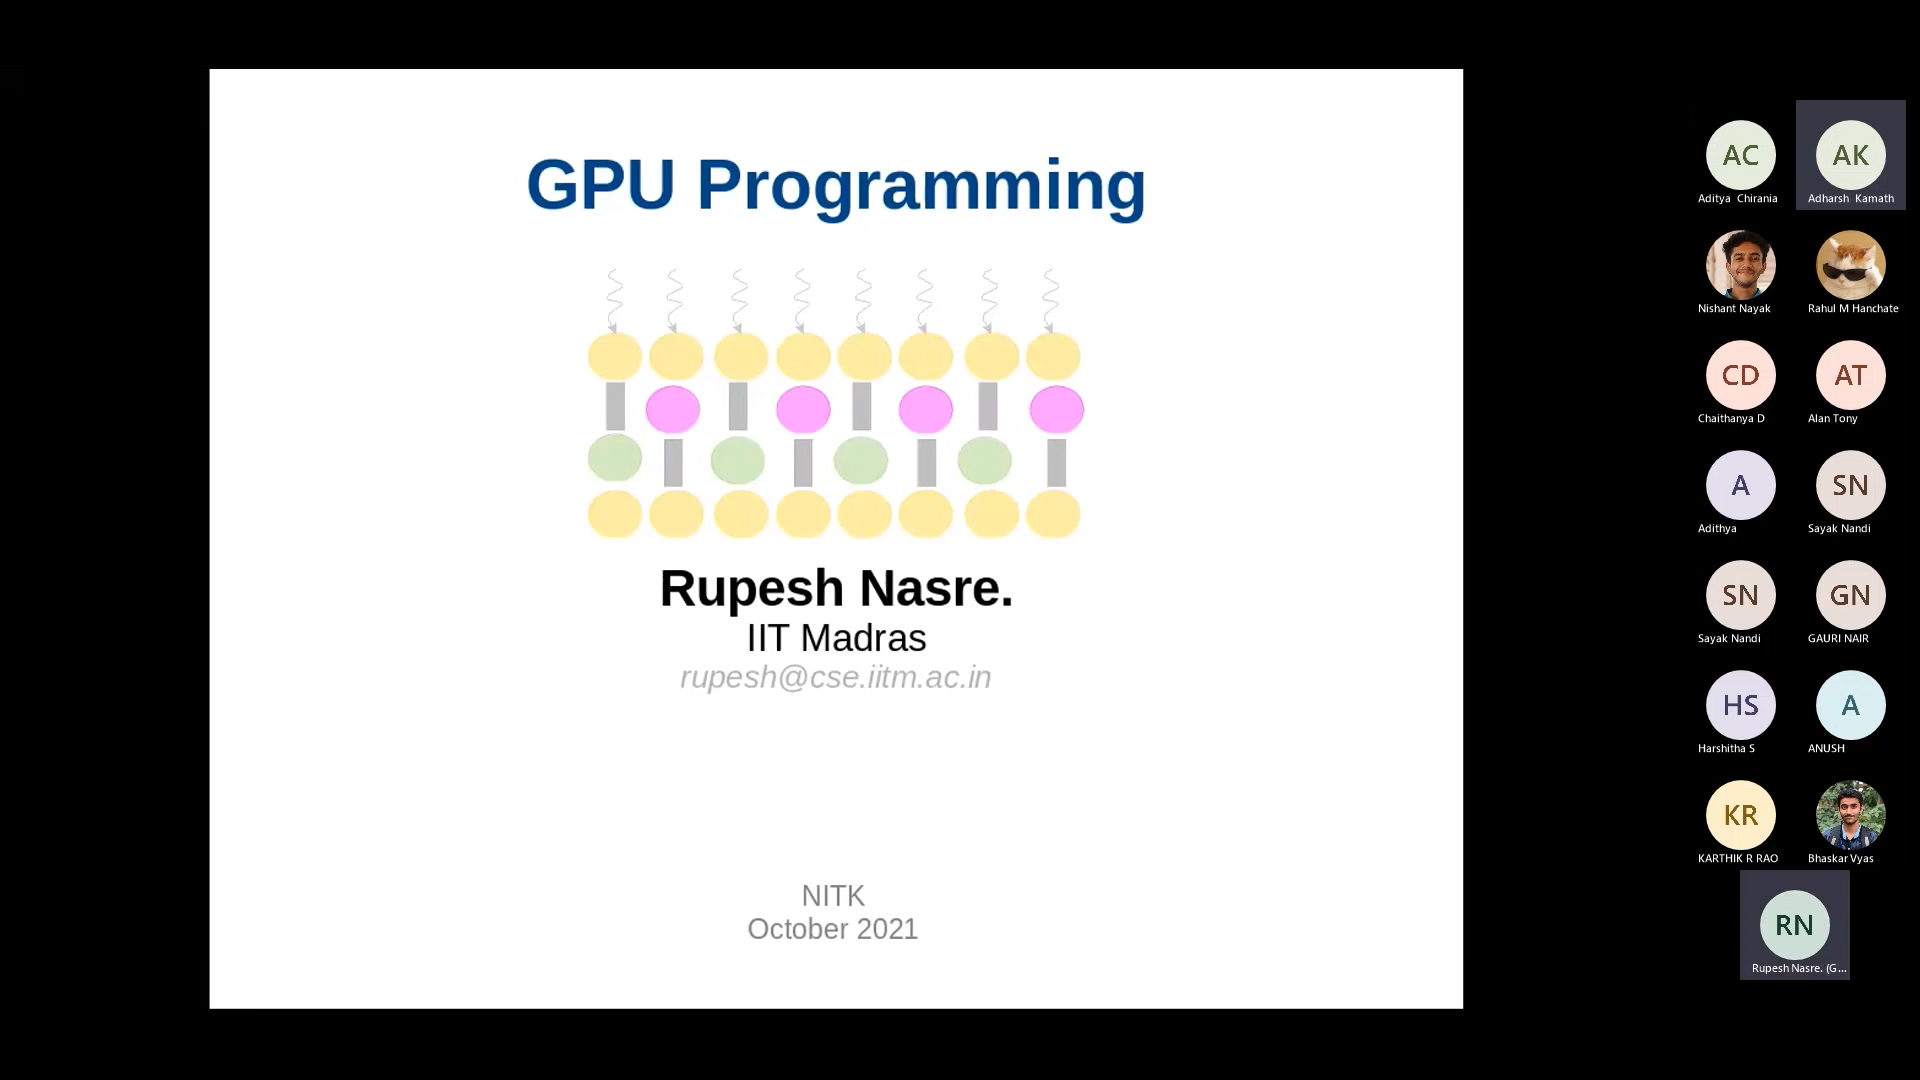 GPU Programming
Rupesh Nasre.
IIT Madras
rupesh@cse.iitm.ac.in
NITK
October 2021
AC
Aditya Chirania
AK
Adharsh Kamath
Nishant Nayak
Rahul M Hanchate
CD
Chaithanya D
AT
Alan Tony
A
Adithya
SN
Sayak Nandi
SN
Sayak Nandi
GN
GAURI NAIR
HS
Harshitha S
A
ANUSH
KR
KARTHIK R RAO
Bhaskar Vyas
RN
Rupesh Nasre. (G...